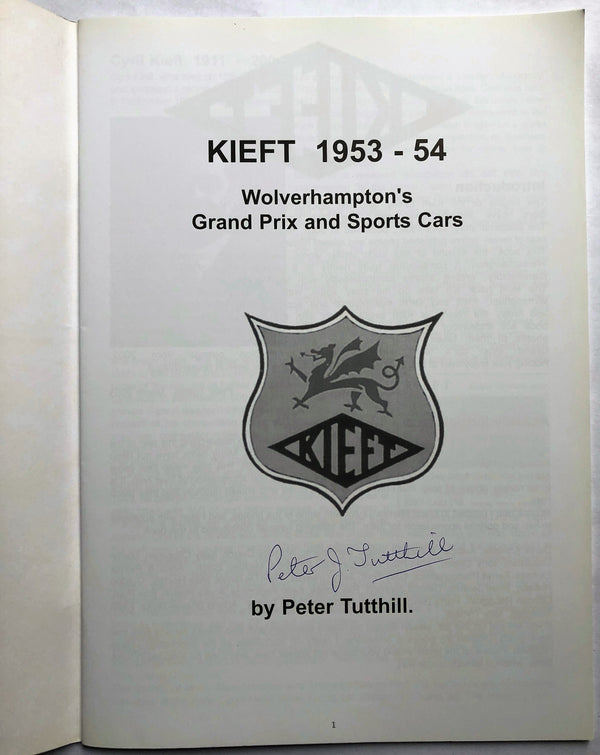 KIEFT 1953 - 54
Wolverhampton's
Grand Prix and Sports Cars
KIEFT
Peter J. Tutthill
by Peter Tutthill.
1